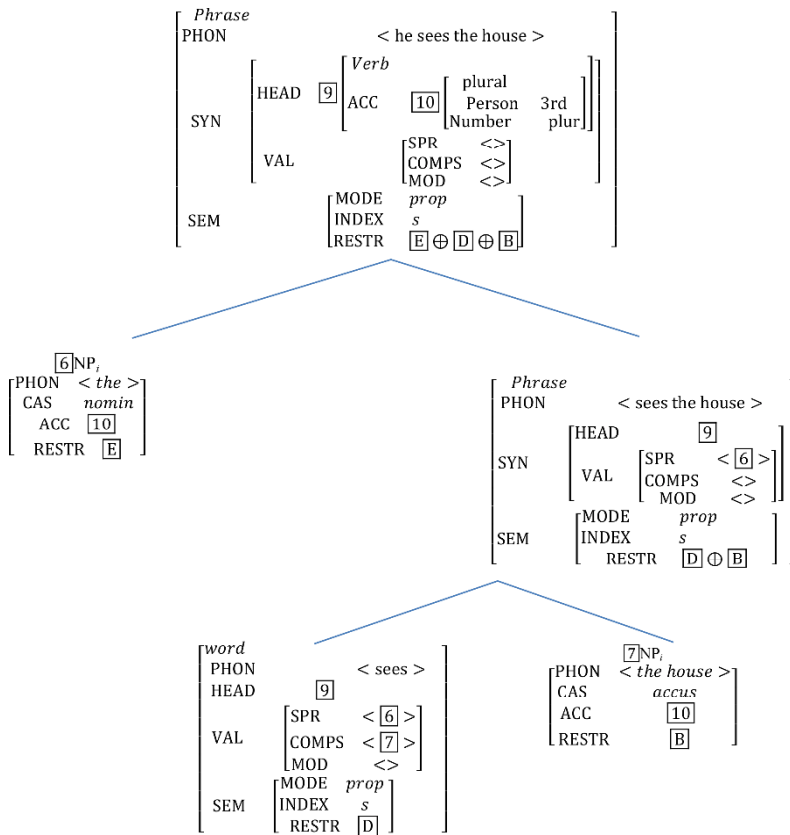 Phrase
PHON < he sees the house >
SYN
HEAD 9
Verb
ACC 10
plural
Person 3rd
Number plur
VAL
SPR <>
COMPS <>
MOD <>
SEM
MODE prop
INDEX s
RESTR E ⊕ D ⊕ B
6 NPi
PHON < the >
CAS nomin
ACC 10
RESTR E
Phrase
PHON < sees the house >
SYN
HEAD 9
VAL
SPR < 6 >
COMPS <>
MOD <>
SEM
MODE prop
INDEX s
RESTR D ⊕ B
word
PHON < sees >
HEAD 9
VAL
SPR < 6 >
COMPS < 7 >
MOD <>
SEM
MODE prop
INDEX s
RESTR D
7 NPi
PHON < the house >
CAS accus
ACC 10
RESTR B